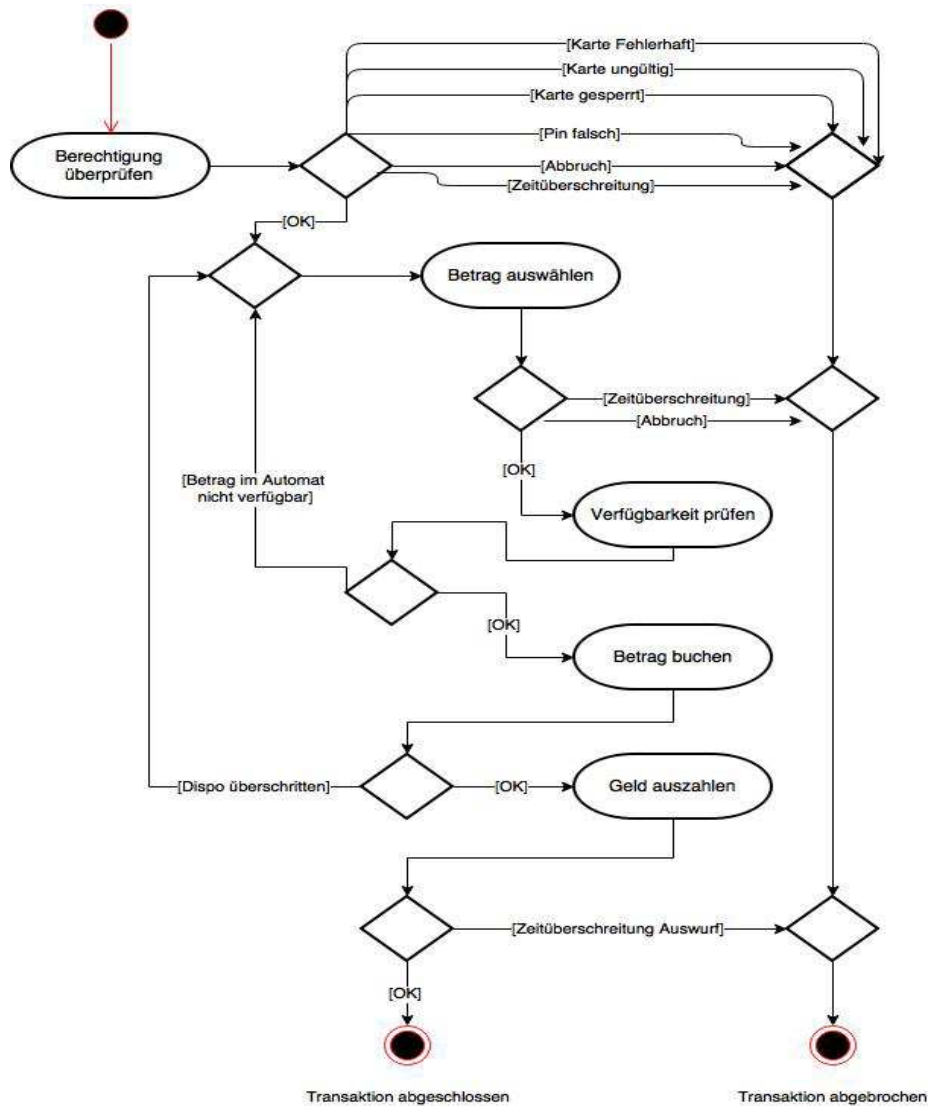 [Karte Fehlerhaft]
[Karte ungültig]
[Karte gesperrt]
[Pin falsch]
Berechtigung
überprüfen
[Abbruch]
[Zeitüberschreitung]
[OK]
Betrag auswählen
[Zeitüberschreitung]
[Abbruch]
[OK]
[Betrag im Automat
nicht verfügbar]
Verfügbarkeit prüfen
[OK]
Betrag buchen
[Dispo überschritten]
[OK]
Geld auszahlen
[Zeitüberschreitung Auswurf]
[OK]
Transaktion abgeschlossen
Transaktion abgebrochen